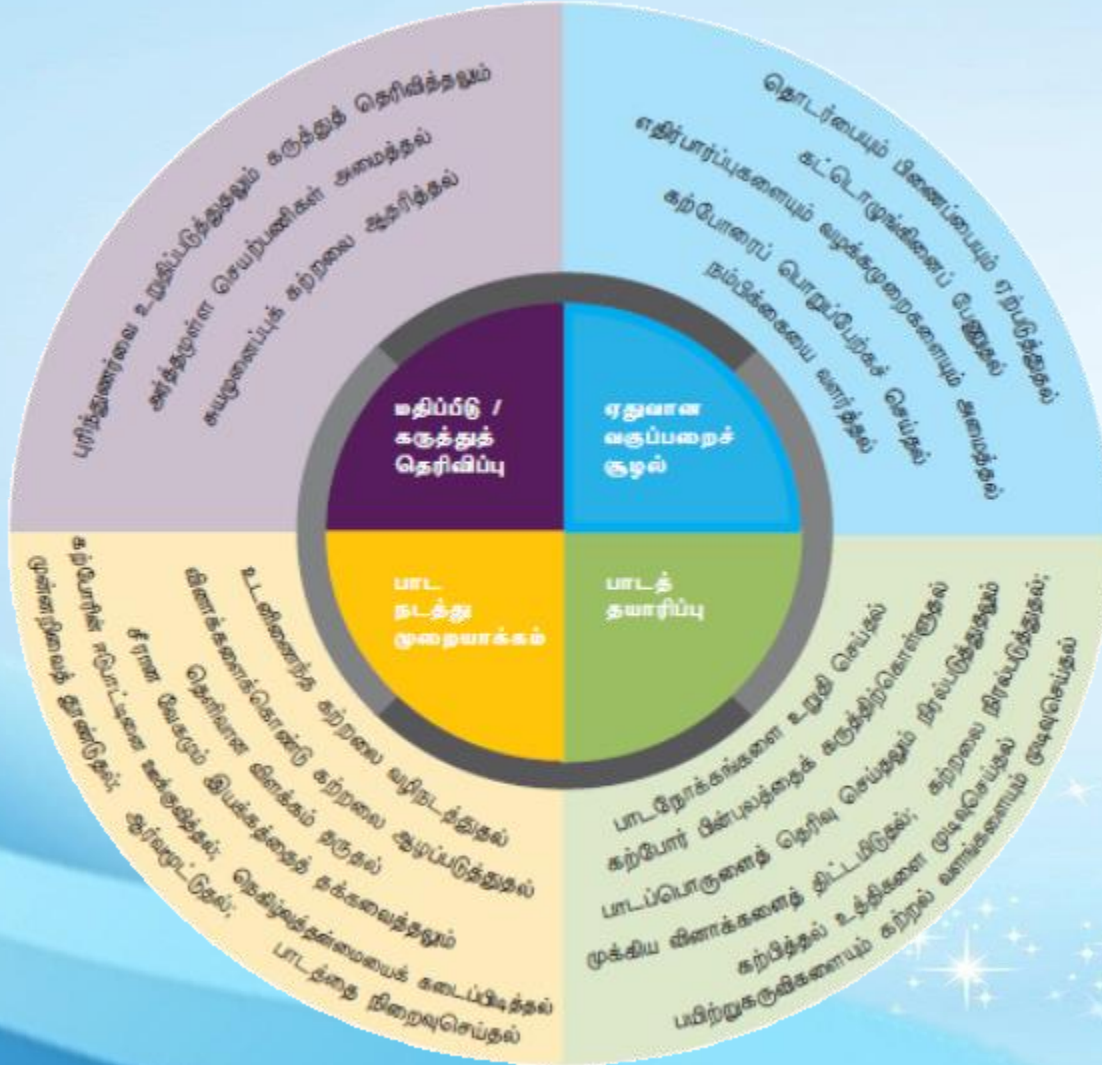 புரிந்துணர்வை உறுதிப்படுத்துதலும் கருத்துத் தெரிவித்தலும்
அர்த்தமுள்ள செயற்பணிகள் அமைத்தல்
சுயமுனைப்புக் கற்றலை ஆதரித்தல்
மதிப்பீடு /
கருத்துத்
தெரிவிப்பு
தொடர்பையும் பிணைப்பையும் ஏற்படுத்துதல்
கட்டொழுங்கினைப் பேணுதல்
எதிர்பார்ப்புகளையும் வழக்கமுறைகளையும் அமைத்தல்
கற்போரைப் பொறுப்பேற்கச் செய்தல்
நம்பிக்கையை வளர்த்தல்
ஏதுவான
வகுப்பறைச்
சூழல்
பாட
நடத்து
முறையாக்கம்
உடனிணைந்த கற்றலை வழிநடத்துதல்
வினாக்களைக்கொண்டு கற்றலை ஆழப்படுத்துதல்
தெளிவான விளக்கம் தருதல்
சீரான வேகமும் இயக்கத்தைத் தக்கவைத்தலும்
கற்போரின் ஈடுபாட்டினை ஊக்குவித்தல்; நெகிழ்வுத்தன்மையைக் கடைப்பிடித்தல்
முன்னறிவைத் தூண்டுதல்; ஆர்வமூட்டுதல்; பாடத்தை நிறைவுசெய்தல்
பாடத்
தயாரிப்பு
பாடநோக்கங்களை உறுதி செய்தல்
கற்போர் பின்புலத்தைக் கருத்திற்கொள்ளுதல்
பாடப்பொருளைத் தெரிவு செய்தலும் நிரல்படுத்துதலும்
முக்கிய வினாக்களைத் திட்டமிடுதல்; கற்றலை நிரல்படுத்துதல்;
கற்பித்தல் உத்திகளை முடிவுசெய்தல்
பயிற்றுகருவிகளையும் கற்றல் வளங்களையும் முடிவுசெய்தல்